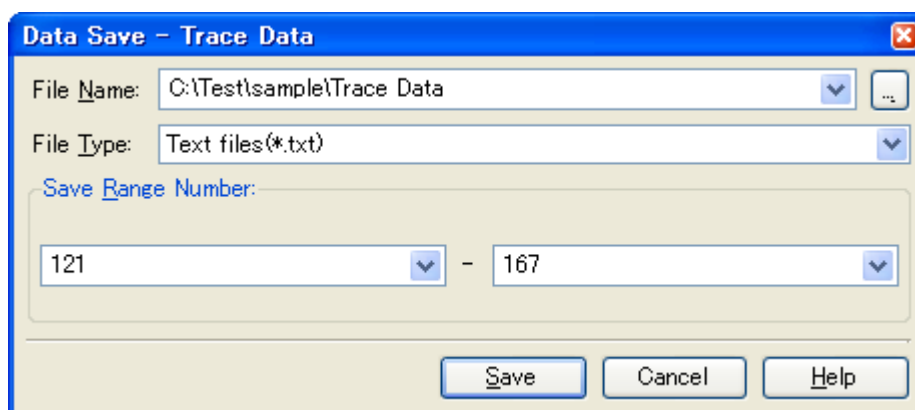 Data Save - Trace Data
File Name: C:\Test\sample\Trace Data ...
File Type: Text files(*.txt)
Save Range Number:
121 - 167
Save Cancel Help